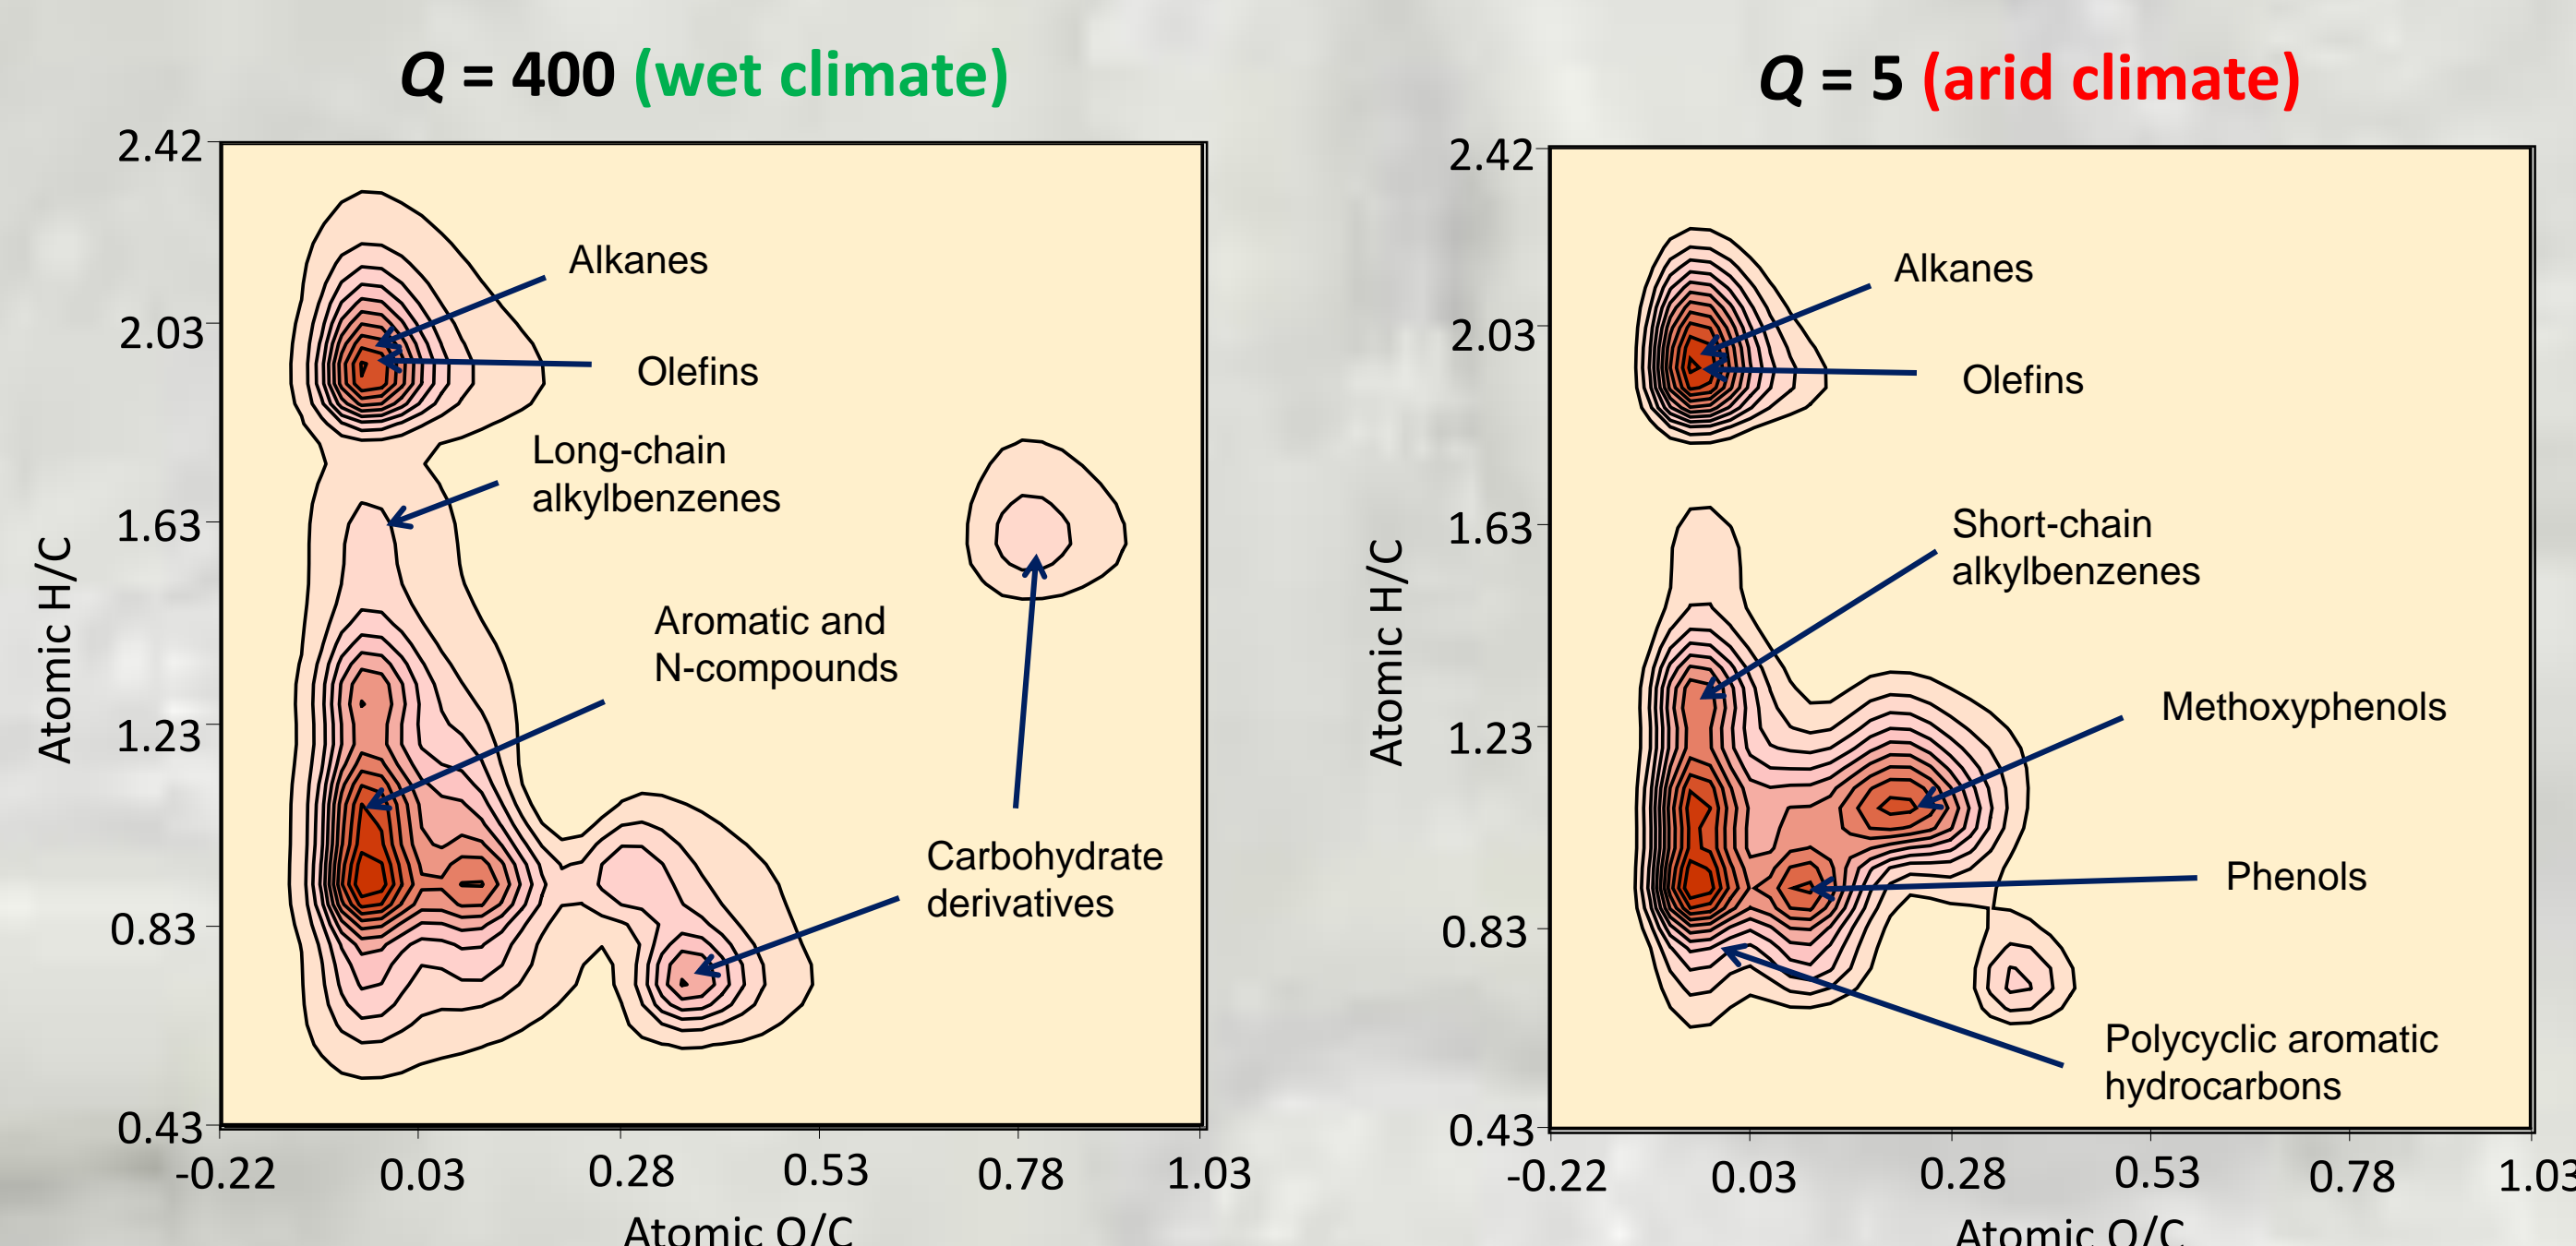 Q = 400 (wet climate)
2.42
2.03
1.63
1.23
0.83
0.43
Atomic H/C
Alkanes
Olefins
Long-chain
alkylbenzenes
Aromatic and
N-compounds
Carbohydrate
derivatives
-0.22 0.03 0.28 0.53 0.78 1.03
Atomic O/C
Q = 5 (arid climate)
2.42
2.03
1.63
1.23
0.83
0.43
Atomic H/C
Alkanes
Olefins
Short-chain
alkylbenzenes
Methoxyphenols
Phenols
Polycyclic aromatic
hydrocarbons
-0.22 0.03 0.28 0.53 0.78 1.03
Atomic O/C